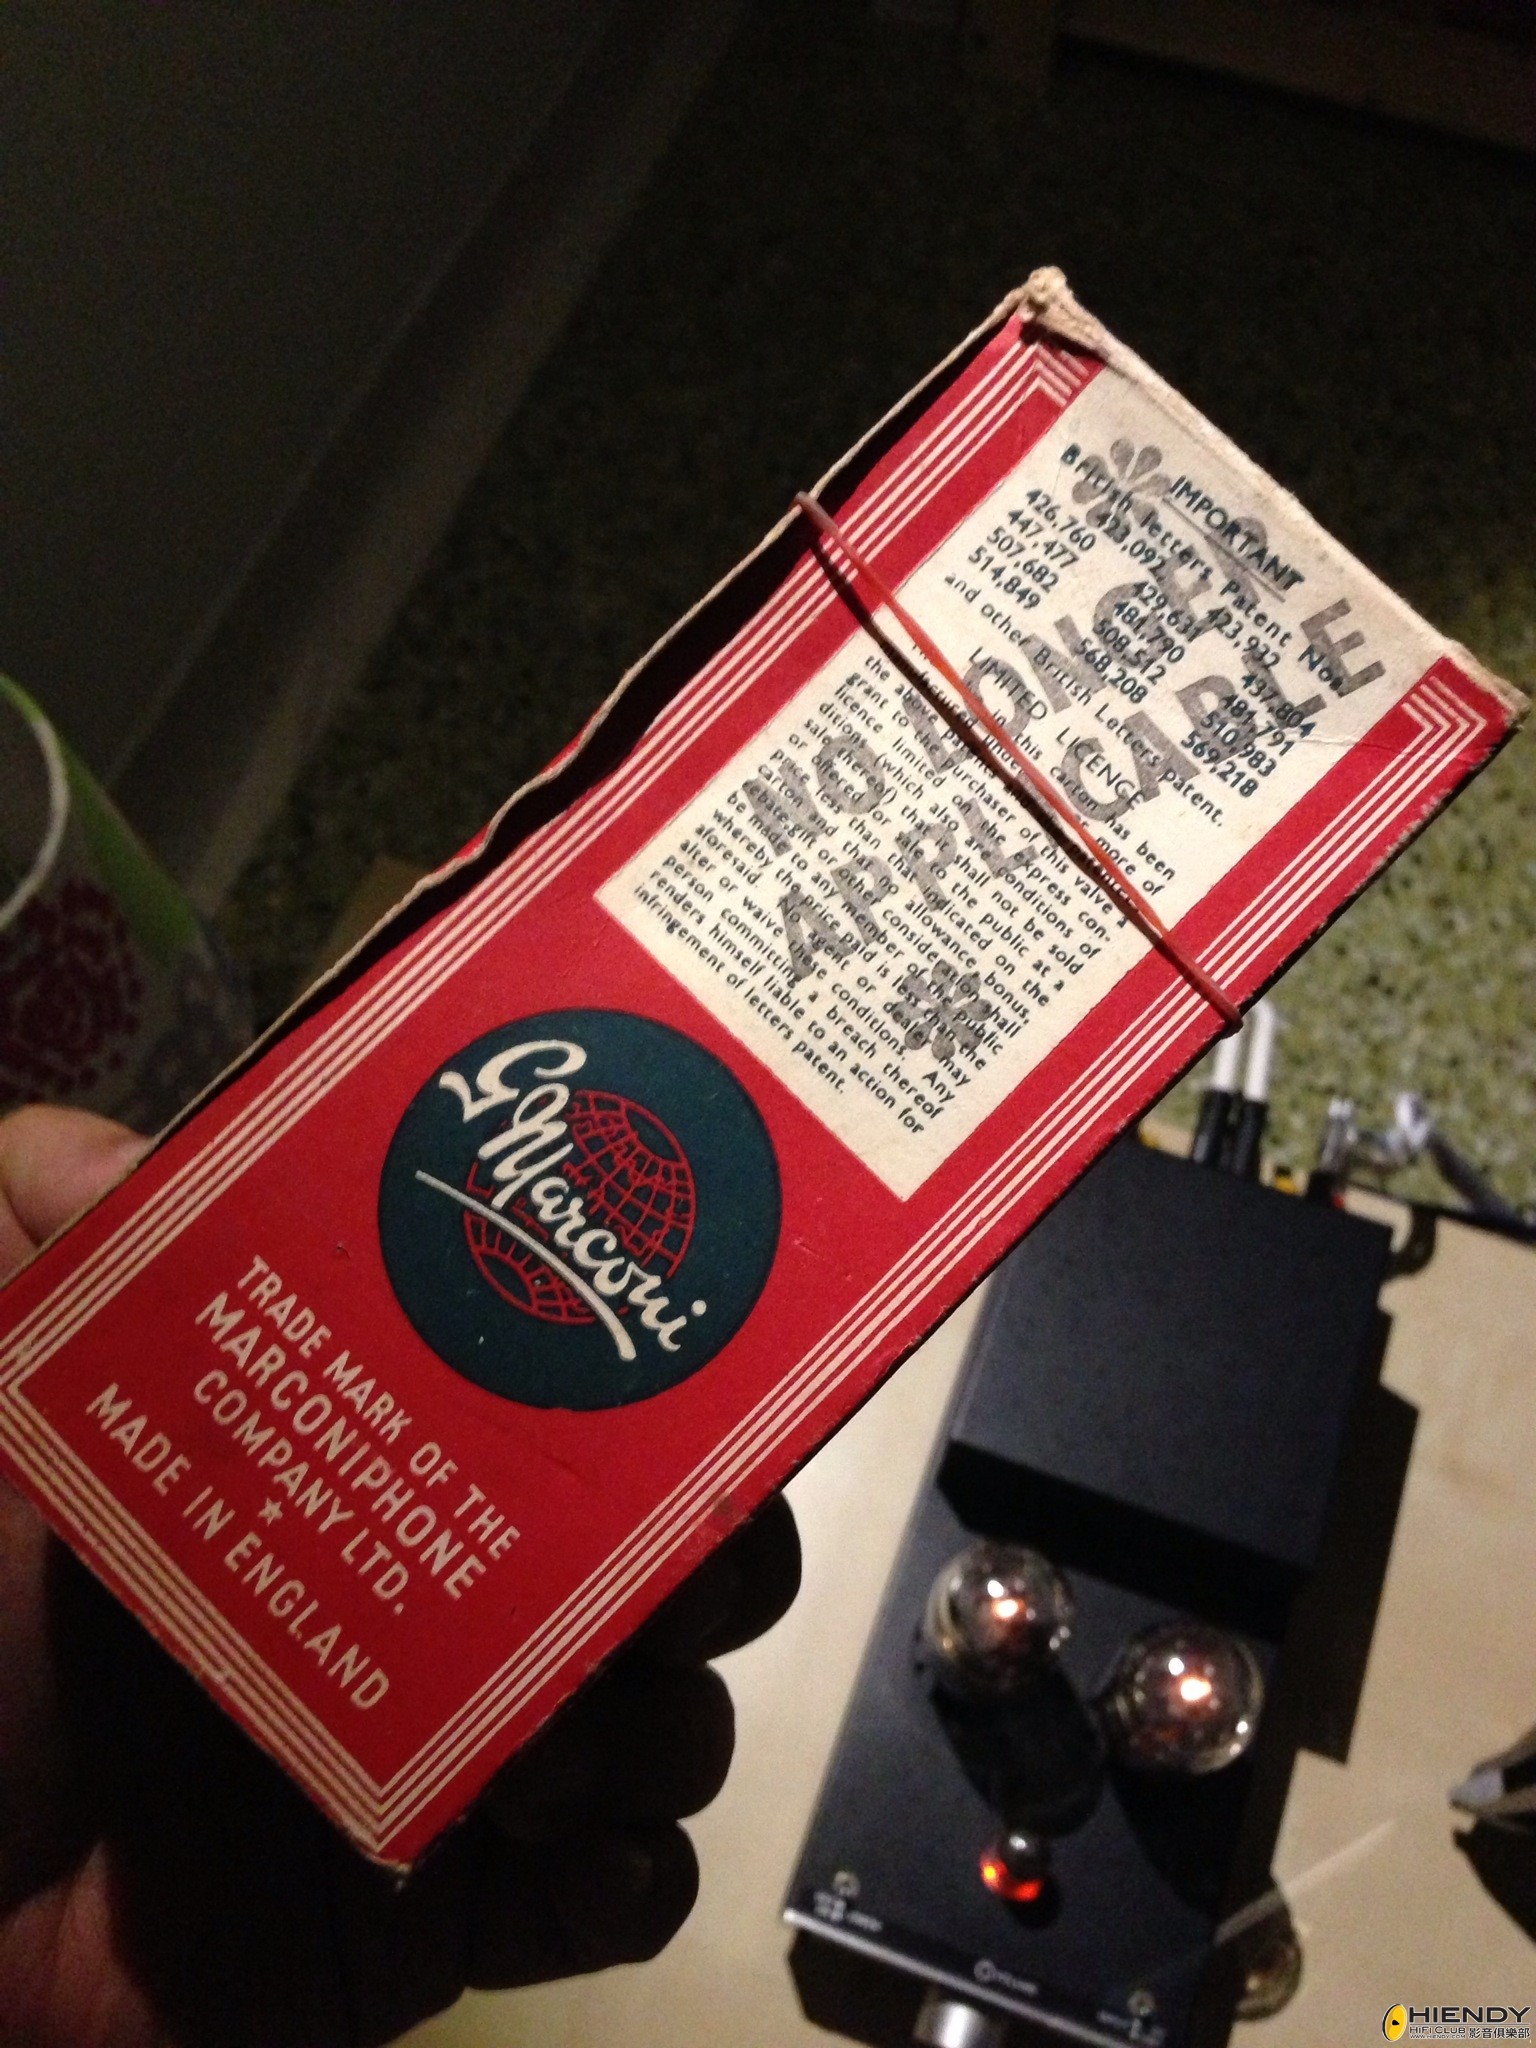 IMPORTANT
British letters Patent Nos.
423,092 423,932
426,760 429,631 437,804
447,477 481,790 481,791
507,682 508,512 510,983
514,849 568,208 569,218
and other British Letters patent.
LIMITED LICENCE
in this carton has been
under or more of
the above patents
grant to the purchaser of this valve a
licence limited on the express con-
ditions (which also are conditions of
sale thereof) that it shall not be sold
or offered for sale to the public at a
price less than that indicated on the
carton and that no allowance bonus,
rebate, gift or other consideration shall
be made to any member of the public
whereby the price paid is less than the
aforesaid. No agent or dealer may
alter or waive these conditions. Any
person committing a breach thereof
renders himself liable to an action for
infringement of letters patent.
G Marconi
TRADE MARK OF THE
MARCONIPHONE
COMPANY LTD.
MADE IN ENGLAND
HIENDY
HIFI CLUB 影音俱樂部